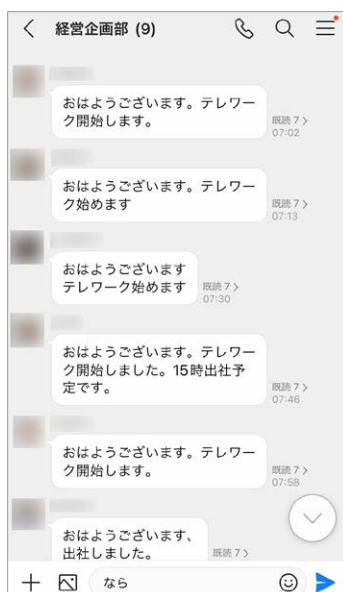 経営企画部 (9)
おはようございます。テレワー
ク開始します。
既読 7 >
07:02
おはようございます。テレワー
ク始めます
既読 7 >
07:13
おはようございます
テレワーク始めます
既読 7 >
07:30
おはようございます。テレワー
ク開始しました。15時出社予
定です。
既読 7 >
07:46
おはようございます。テレワー
ク開始します。
既読 7 >
07:58
おはようございます、
出社しました。
既読 7 >
なら